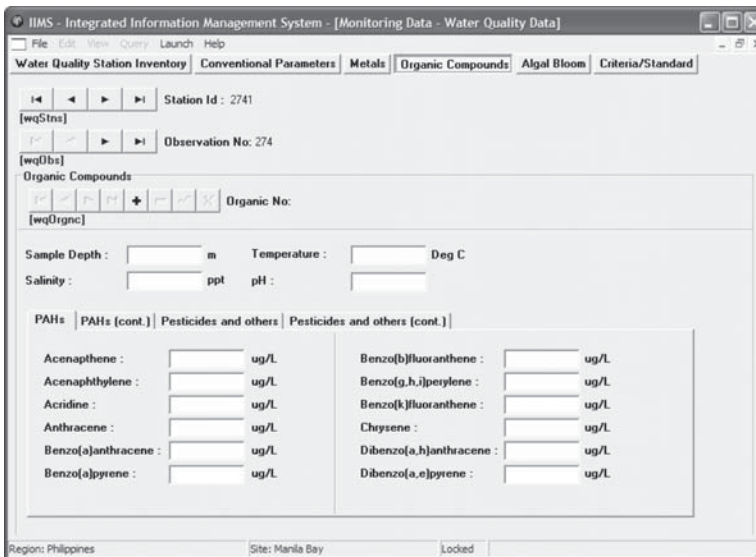 IIMS - Integrated Information Management System - [Monitoring Data - Water Quality Data]
File Edit View Query Launch Help
Water Quality Station Inventory Conventional Parameters Metals Organic Compounds Algal Bloom Criteria/Standard
Station Id : 2741
[wqStns]
Observation No: 274
[wqObs]
Organic Compounds
Organic No:
[wqOrgnc]
Sample Depth : m Temperature : Deg C
Salinity : ppt pH :
PAHs PAHs (cont.) Pesticides and others Pesticides and others (cont.)
Acenapthene : ug/L Benzo(b)fluoranthene : ug/L
Acenaphthylene : ug/L Benzo(g,h,i)perylene : ug/L
Acridine : ug/L Benzo(k)fluoranthene : ug/L
Anthracene : ug/L Chrysene : ug/L
Benzo(a)anthracene : ug/L Dibenzo(a,h)anthracene : ug/L
Benzo(a)pyrene : ug/L Dibenzo(a,e)pyrene : ug/L
Region: Philippines Site: Manila Bay Locked